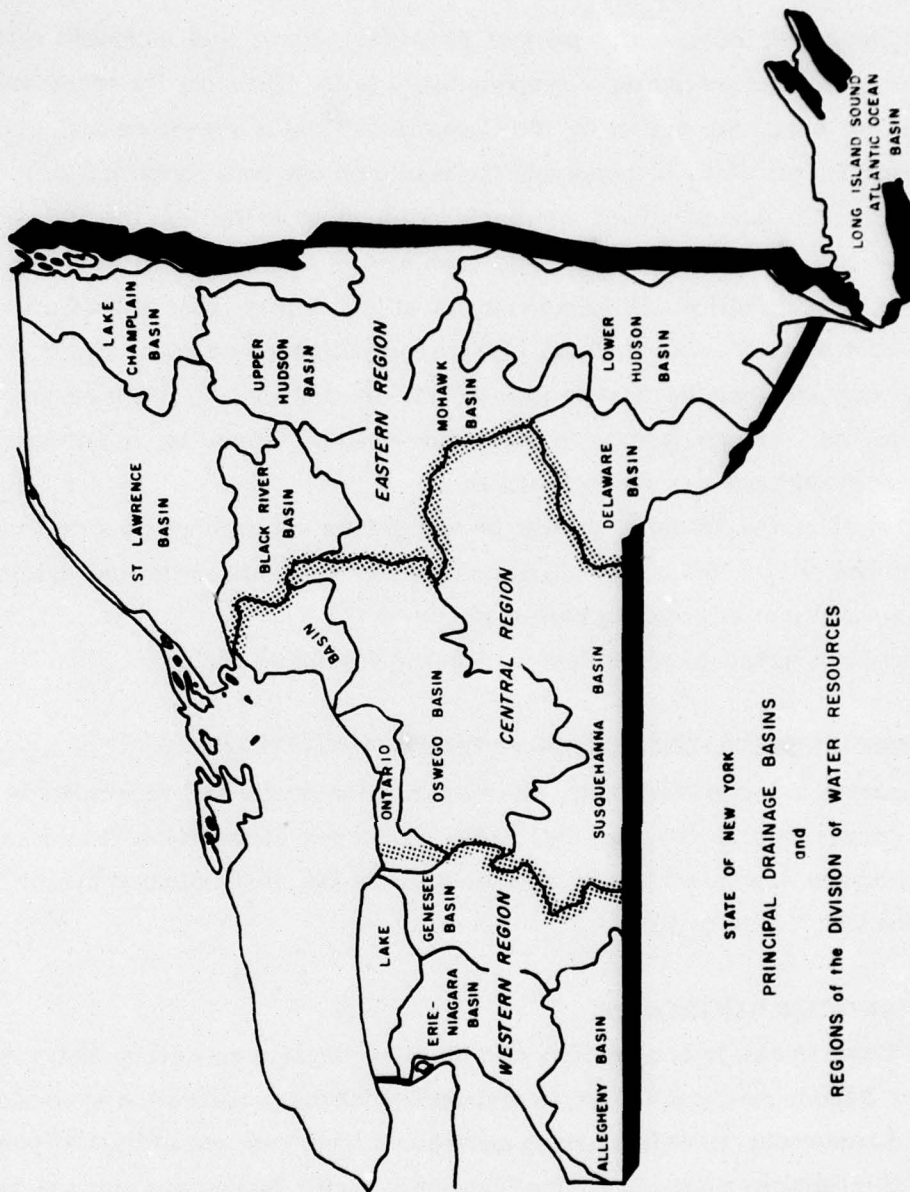 LAKE
CHAMPLAIN
BASIN
ST LAWRENCE
BASIN
UPPER
HUDSON
BASIN
BLACK RIVER
BASIN
EASTERN REGION
MOHAWK
BASIN
LOWER
HUDSON
BASIN
DELAWARE
BASIN
LAKE
ONTARIO
BASIN
OSWEGO BASIN
CENTRAL REGION
SUSQUEHANNA BASIN
GENESEE
BASIN
ERIE-
NIAGARA
BASIN
WESTERN REGION
ALLEGHENY BASIN
LONG ISLAND SOUND
ATLANTIC OCEAN
BASIN
STATE OF NEW YORK
PRINCIPAL DRAINAGE BASINS
and
REGIONS of the DIVISION of WATER RESOURCES